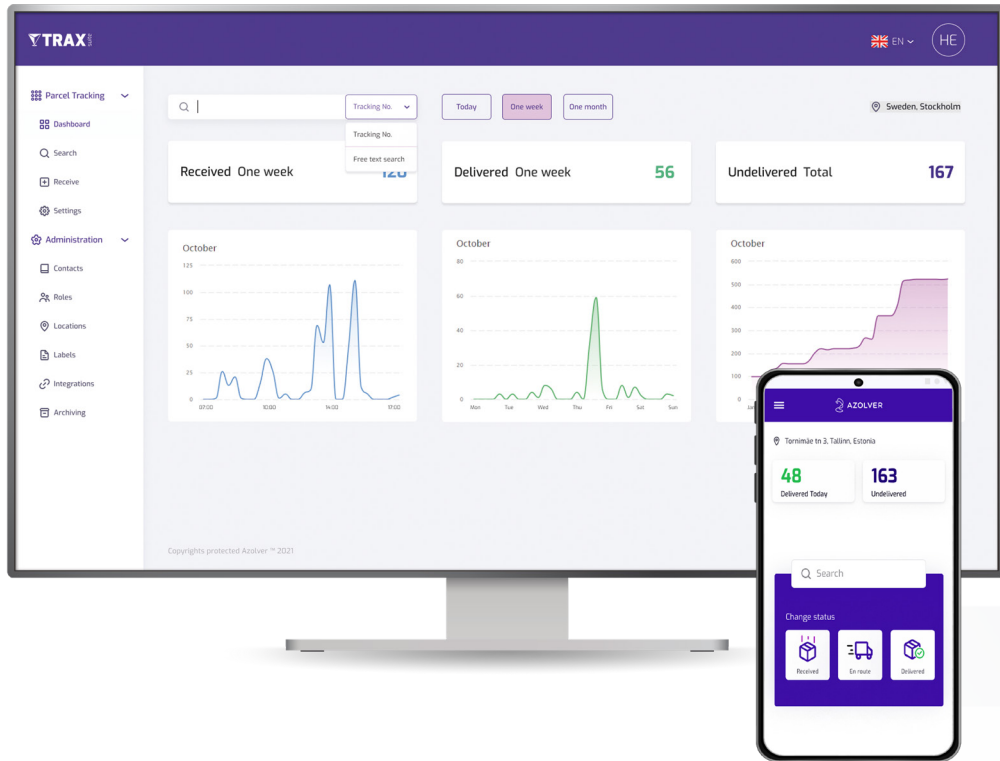 TRAX
EN
HE
Parcel Tracking
Dashboard
Search
Receive
Settings
Administration
Contacts
Roles
Locations
Labels
Integrations
Archiving
Tracking No.
Tracking No.
Free text search
Today
One week
One month
Sweden, Stockholm
Received One week
Delivered One week
56
Undelivered Total
167
October
125
100
75
50
25
0
07:00 10:00 14:00 17:00
October
80
60
40
20
0
Mon Tue Wed Thu Fri Sat Sun
October
600
500
400
300
200
100
0
Copyrights protected Azolver ™ 2021
AZOLVER
Tornimäe tn 3, Tallinn, Estonia
48
Delivered Today
163
Undelivered
Search
Change status
Received
En route
Delivered